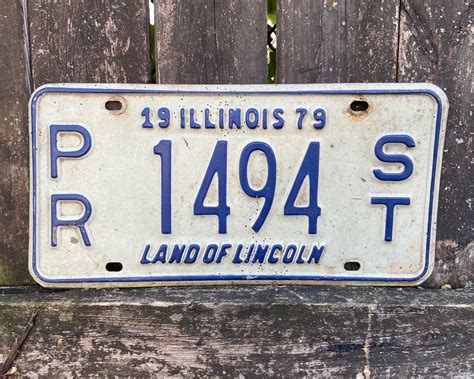 19 ILLINOIS 79
PR 1494 ST
LAND OF LINCOLN